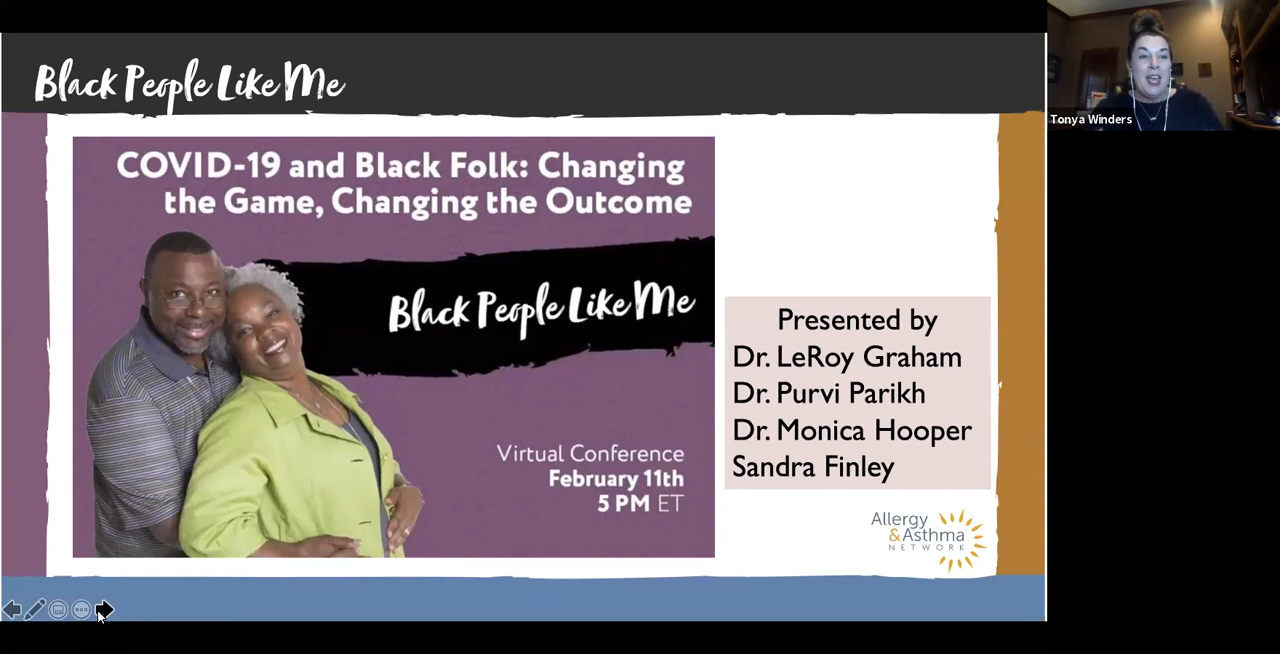 Black People Like Me
Tonya Winders
COVID-19 and Black Folk: Changing
the Game, Changing the Outcome
Black People Like Me
Virtual Conference
February 11th
5 PM ET
Presented by
Dr. LeRoy Graham
Dr. Purvi Parikh
Dr. Monica Hooper
Sandra Finley
Allergy
&Asthma
NETWORK